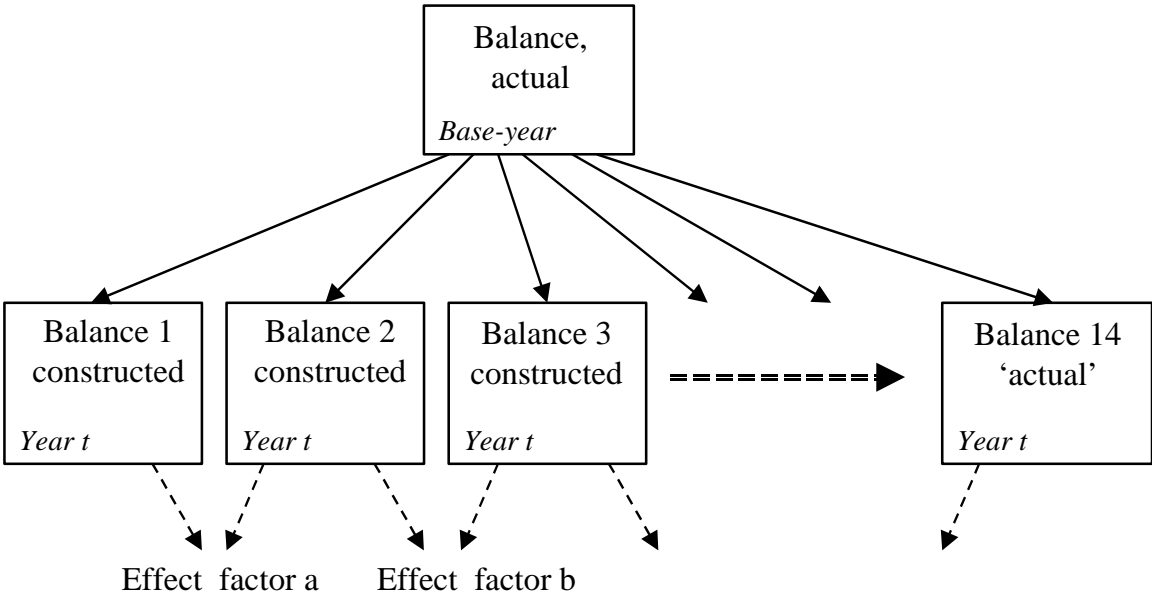 Balance,
actual
Base-year
Balance 1
constructed
Year t
Balance 2
constructed
Year t
Balance 3
constructed
Year t
Balance 14
‘actual’
Year t
Effect factor a
Effect factor b